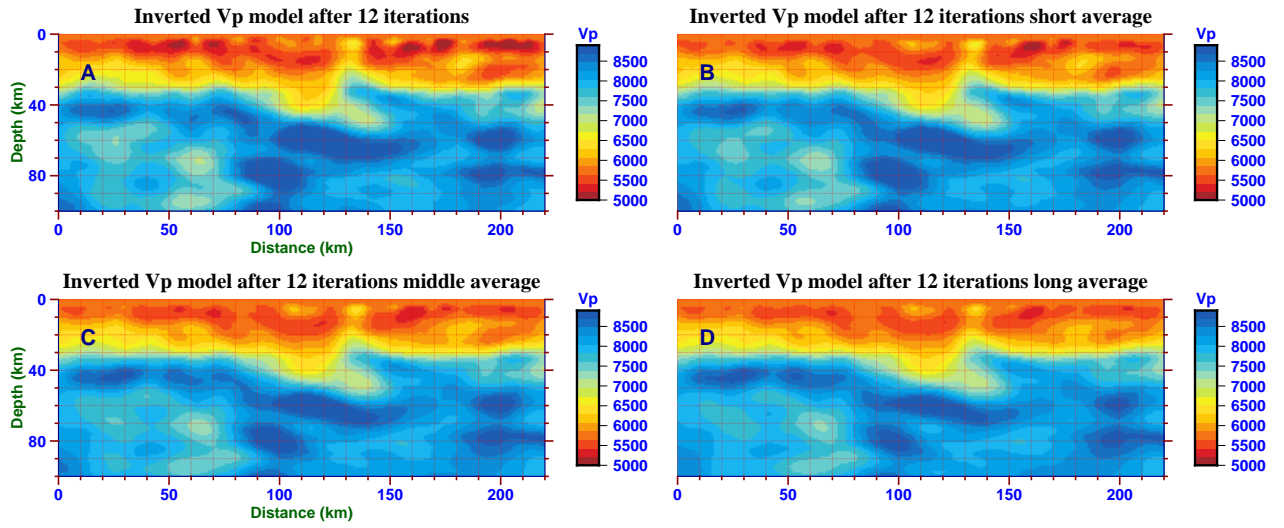 Inverted Vp model after 12 iterations
Vp
0
40
80
Depth (km)
A
0 50 100 150 200
Distance (km)
8500
8000
7500
7000
6500
6000
5500
5000
Inverted Vp model after 12 iterations short average
Vp
0
40
80
B
0 50 100 150 200
8500
8000
7500
7000
6500
6000
5500
5000
Inverted Vp model after 12 iterations middle average
Vp
0
40
80
Depth (km)
C
0 50 100 150 200
Distance (km)
8500
8000
7500
7000
6500
6000
5500
5000
Inverted Vp model after 12 iterations long average
Vp
0
40
80
D
0 50 100 150 200
8500
8000
7500
7000
6500
6000
5500
5000